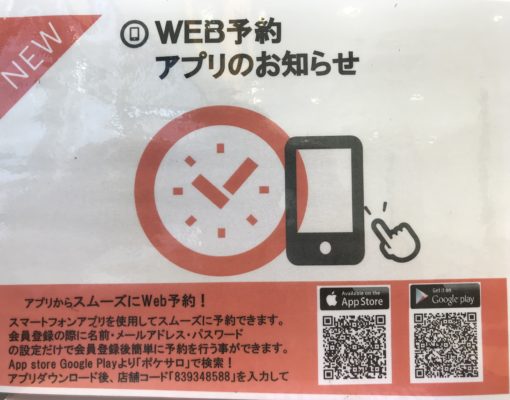 NEW
WEB予約
アプリのお知らせ
アプリからスムーズにWeb予約！
スマートフォンアプリを使用してスムーズに予約できます。
会員登録の際に名前・メールアドレス・パスワード
の設定だけで会員登録後簡単に予約を行う事ができます。
App store Google Playより「ポケサロ」で検索！
アプリダウンロード後、店舗コード「839348588」を入力して
Available on the
App Store
Get it on
Google play